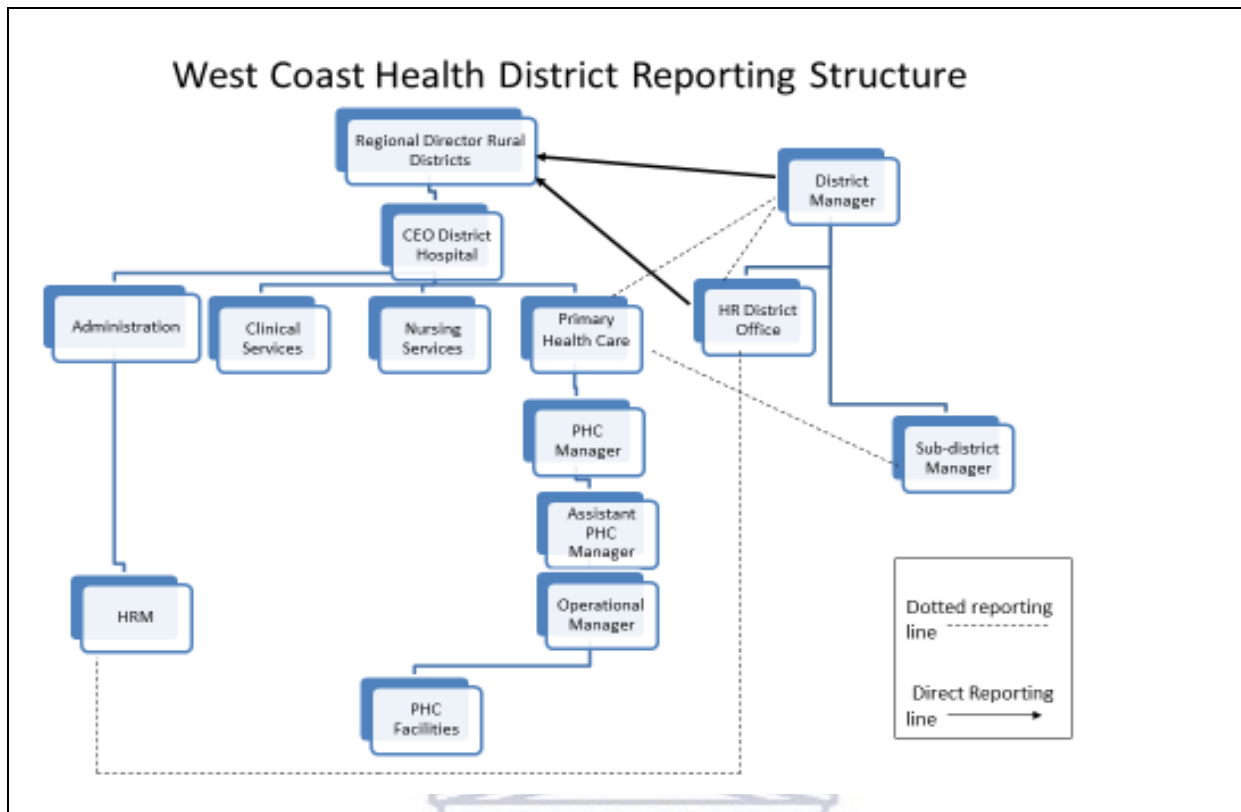 West Coast Health District Reporting Structure
Regional Director Rural
Districts
District
Manager
CEO District
Hospital
Administration
Clinical
Services
Nursing
Services
Primary
Health Care
HR District
Office
PHC
Manager
Sub-district
Manager
Assistant
PHC
Manager
HRM
Operational
Manager
PHC
Facilities
Dotted reporting
line
Direct Reporting
line